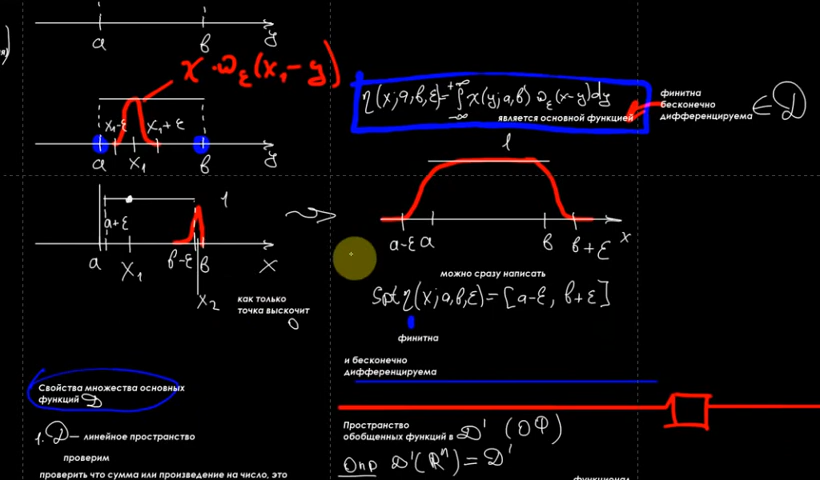 a b y
χ·ω_ε(x₁-y)
x₁-ε x₁+ε
a x₁ b y
1
a+ε
a x₁ b-ε b x
x₂
как только
точка выскочит
Свойства множества основных
функций D
1. D — линейное пространство
проверим
проверить что сумма или произведение на число, это
η(x;a,b,ε)=∫_{-∞}^{+∞} χ(y;a,b) ω_ε(x-y)dy
является основной функцией
финитна
бесконечно
дифференцируема
∈ D
1
a-ε a b b+ε x
можно сразу написать
Spt η(x;a,b,ε)=[a-ε, b+ε]
финитна
и бесконечно
дифференцируема
Пространство
обобщенных функций в D' (ОФ)
Опр D'(Rⁿ)=D'
функционал